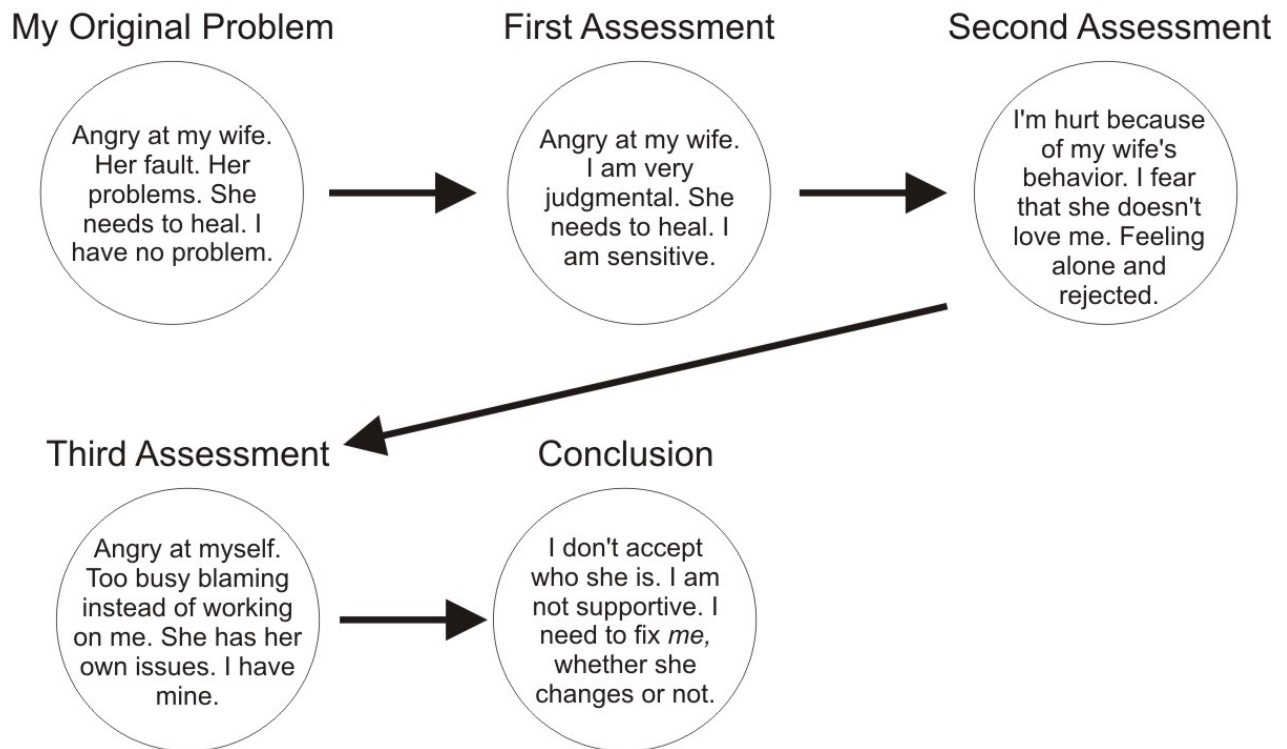 My Original Problem
Angry at my wife.
Her fault. Her
problems. She
needs to heal. I
have no problem.
First Assessment
Angry at my wife.
I am very
judgmental. She
needs to heal. I
am sensitive.
Second Assessment
I'm hurt because
of my wife's
behavior. I fear
that she doesn't
love me. Feeling
alone and
rejected.
Third Assessment
Angry at myself.
Too busy blaming
instead of working
on me. She has her
own issues. I have
mine.
Conclusion
I don't accept
who she is. I am
not supportive. I
need to fix me,
whether she
changes or not.